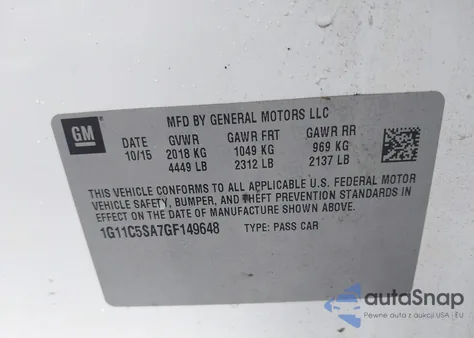 MFD BY GENERAL MOTORS LLC
GM
DATE GVWR GAWR FRT GAWR RR
10/15 2018 KG 1049 KG 969 KG
4449 LB 2312 LB 2137 LB
THIS VEHICLE CONFORMS TO ALL APPLICABLE U.S. FEDERAL MOTOR
VEHICLE SAFETY, BUMPER, AND THEFT PREVENTION STANDARDS IN
EFFECT ON THE DATE OF MANUFACTURE SHOWN ABOVE.
1G11C5SA7GF149648 TYPE: PASS CAR
autoSnap
Pewne auta z aukcji USA | EU